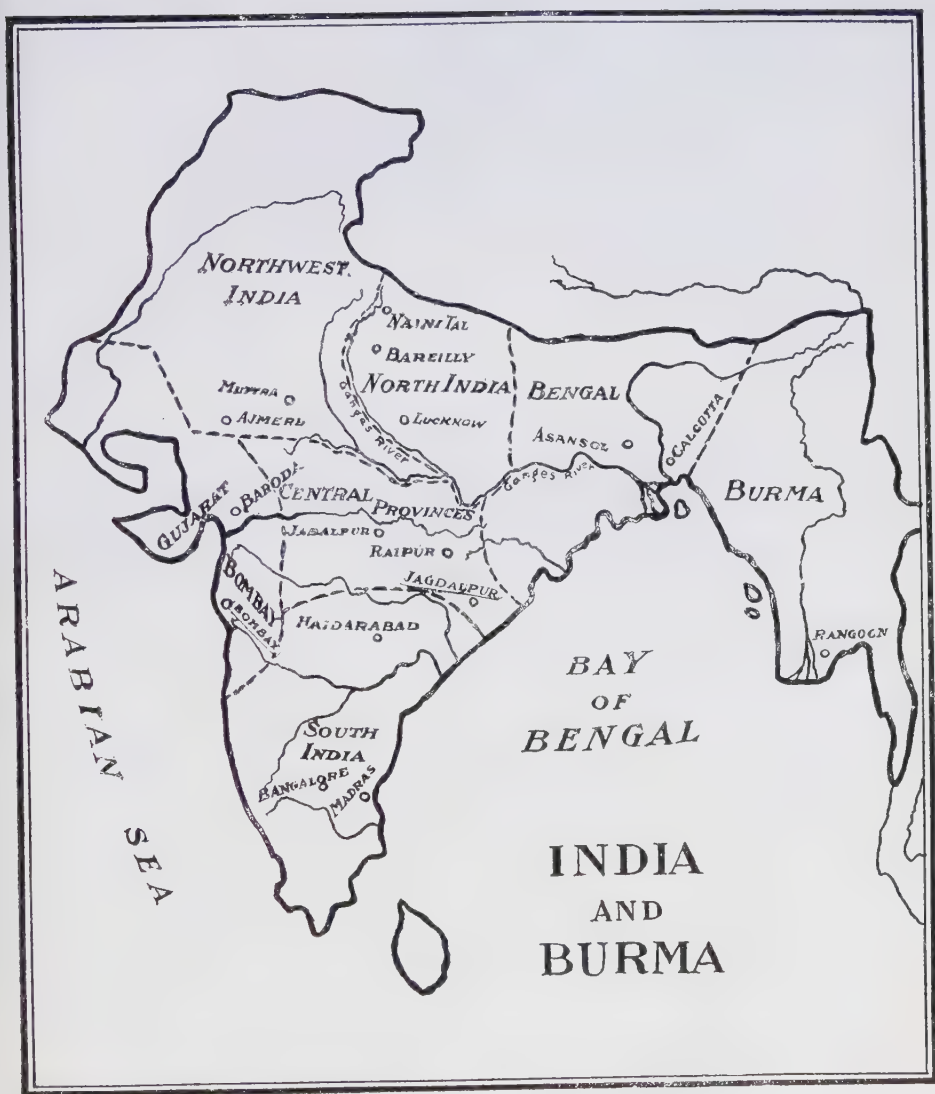 NORTHWEST
INDIA
NAINI TAL
BAREILLY
NORTH INDIA
BENGAL
MUTTRA
AJMERE
LUCKNOW
GANGES RIVER
ASANSOL
CALCUTTA
GANGES RIVER
BURMA
GUJARAT
BARODA
CENTRAL
PROVINCES
JABALPUR
RAIPUR
JAGDALPUR
BOMBAY
BOMBAY
HAIDARABAD
RANGOON
ARABIAN SEA
BAY
OF
BENGAL
SOUTH
INDIA
BANGALORE
MADRAS
INDIA
AND
BURMA